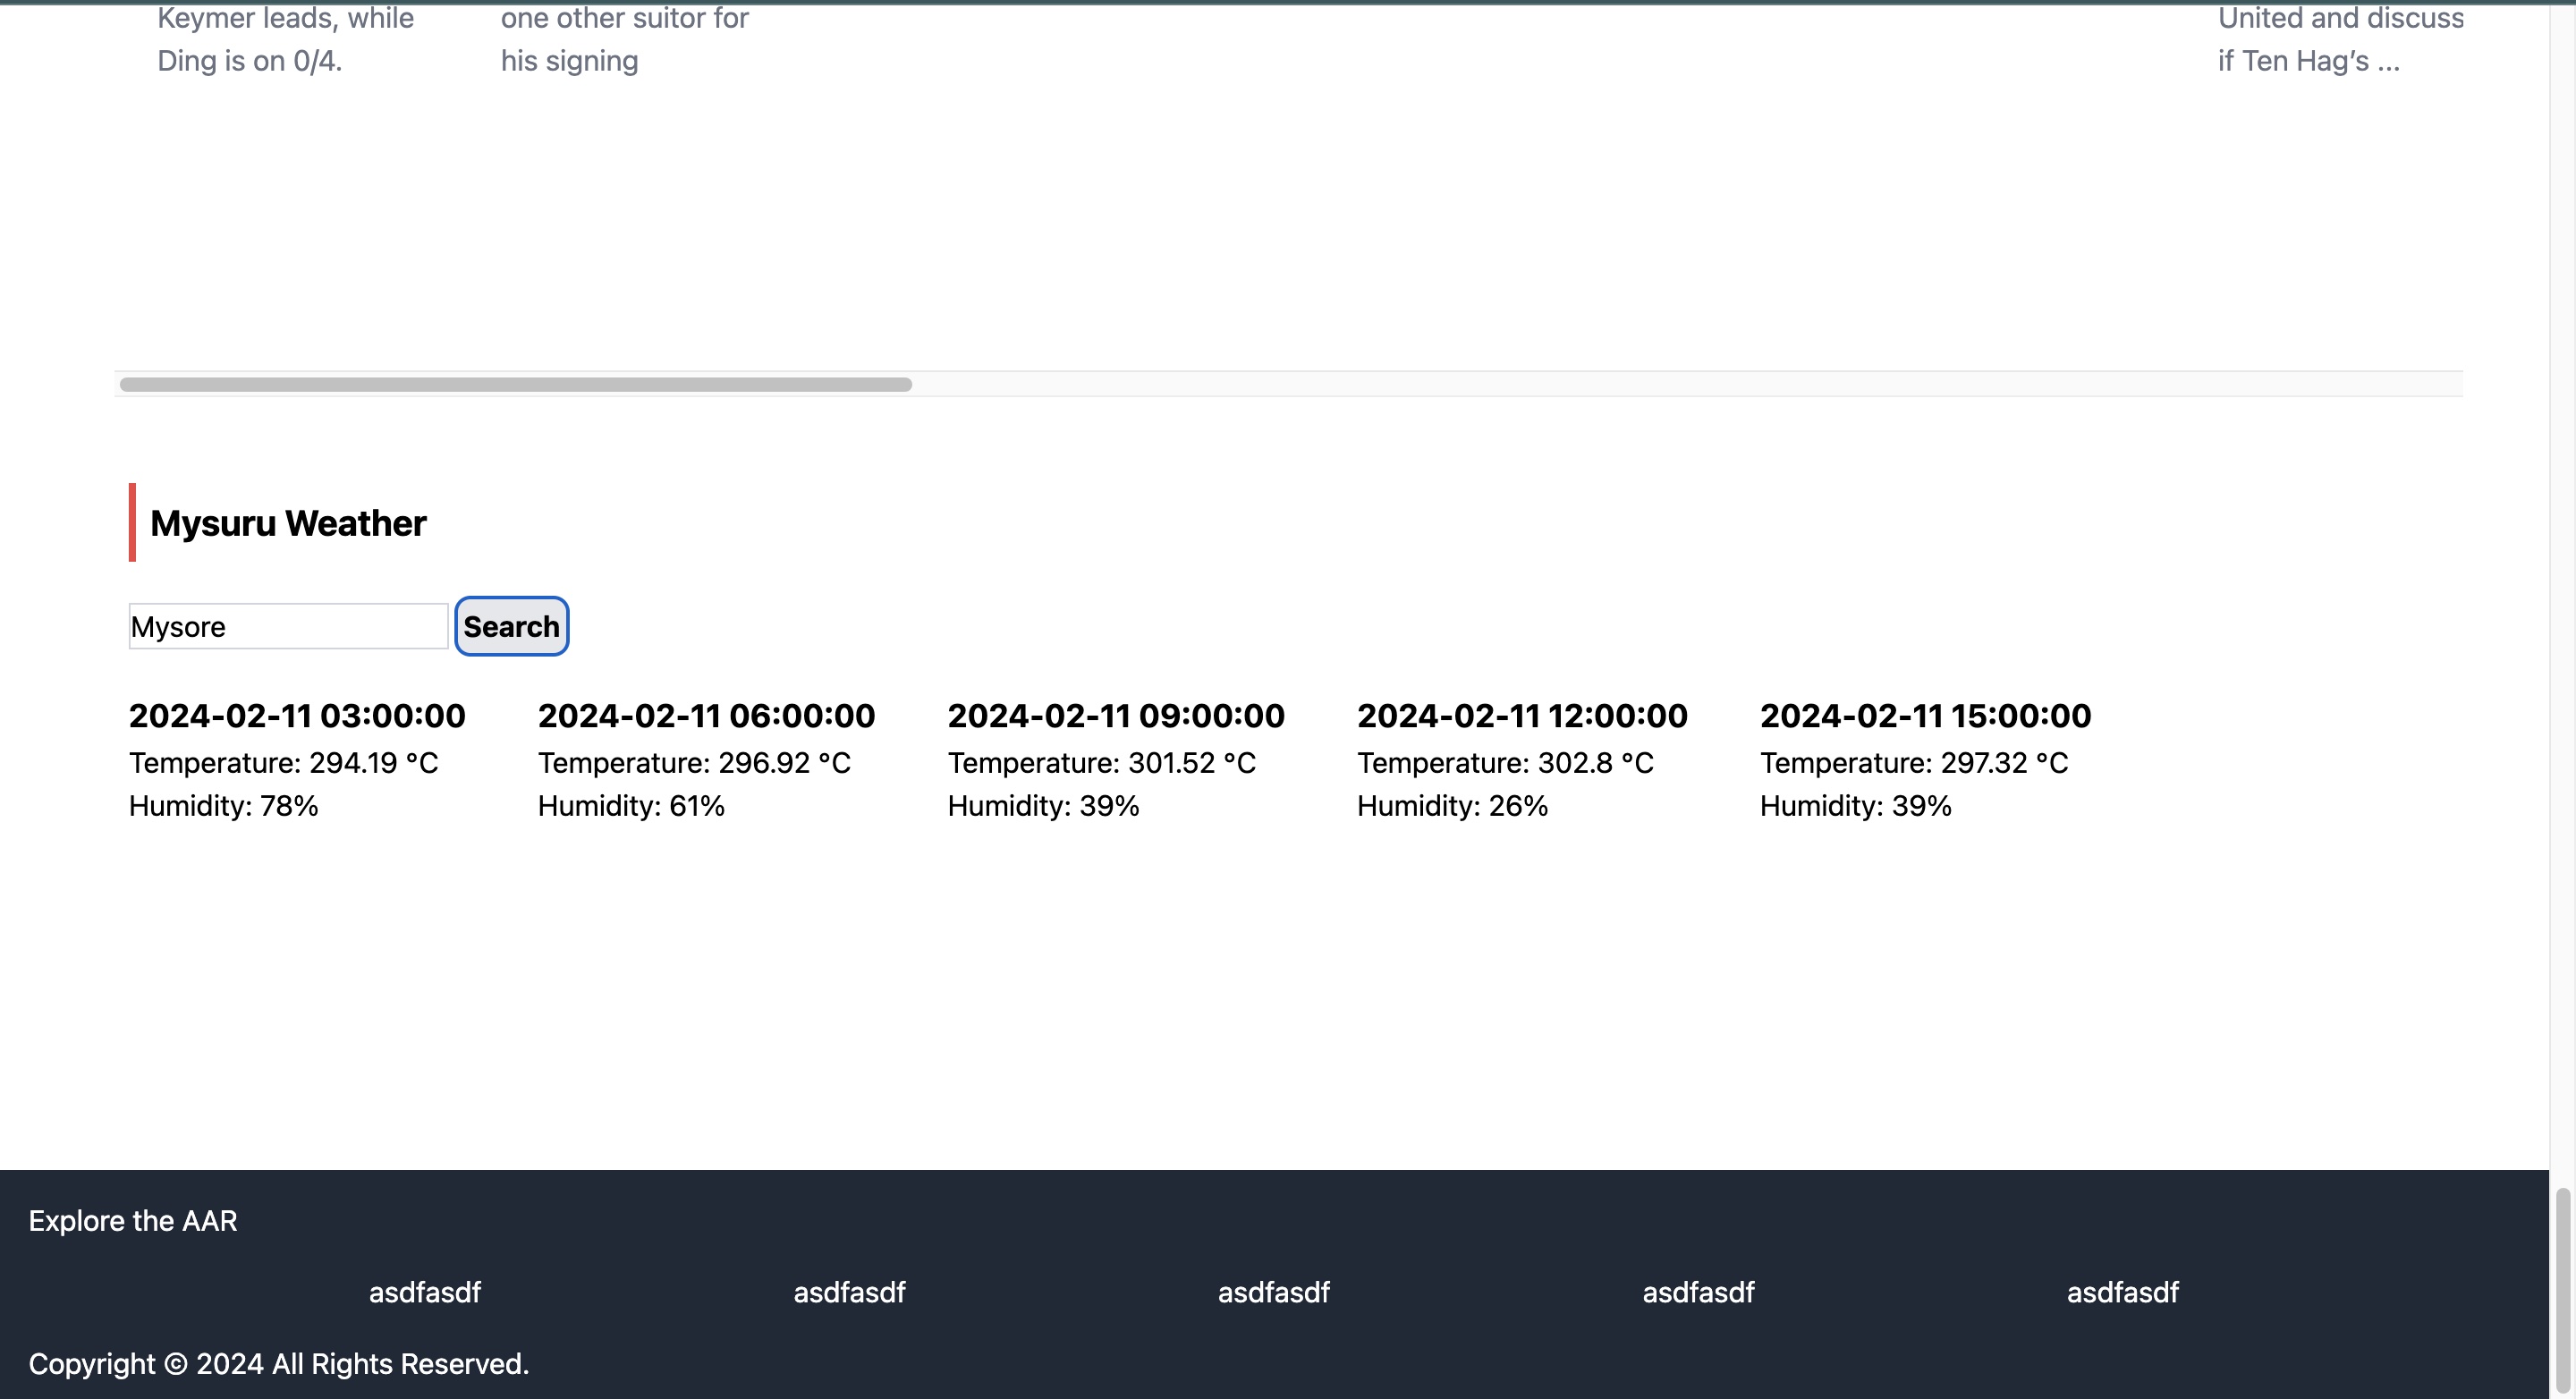 Keymer leads, while
Ding is on 0/4.
one other suitor for
his signing
United and discuss
if Ten Hag’s ...
Mysuru Weather
Mysore
Search
2024-02-11 03:00:00
Temperature: 294.19 °C
Humidity: 78%
2024-02-11 06:00:00
Temperature: 296.92 °C
Humidity: 61%
2024-02-11 09:00:00
Temperature: 301.52 °C
Humidity: 39%
2024-02-11 12:00:00
Temperature: 302.8 °C
Humidity: 26%
2024-02-11 15:00:00
Temperature: 297.32 °C
Humidity: 39%
Explore the AAR
asdfasdf asdfasdf asdfasdf asdfasdf asdfasdf
Copyright © 2024 All Rights Reserved.